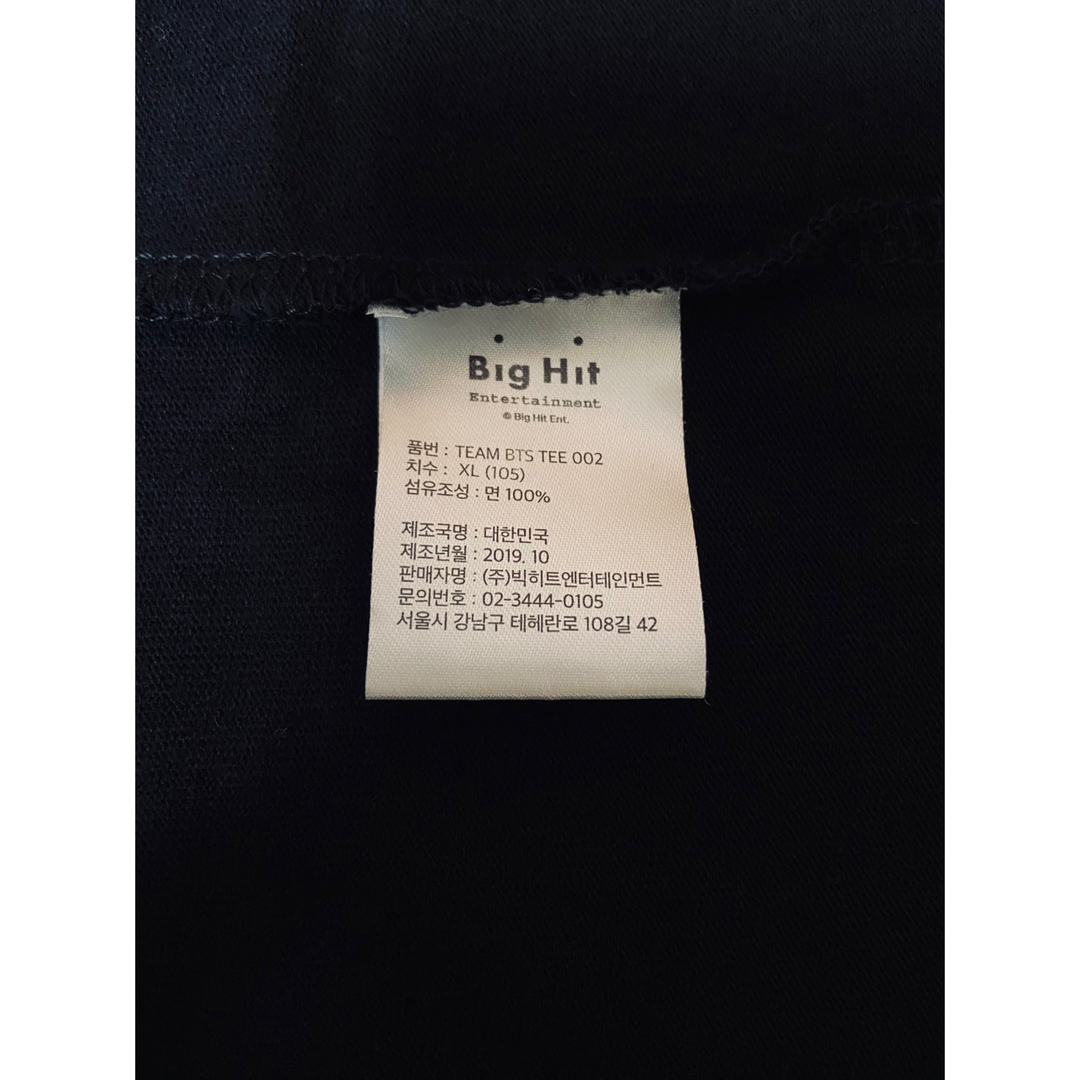 Big Hit
Entertainment
© Big Hit Ent.
품번 : TEAM BTS TEE 002
치수 : XL (105)
섬유조성 : 면 100%
제조국명 : 대한민국
제조년월 : 2019. 10
판매자명 : (주)빅히트엔터테인먼트
문의번호 : 02-3444-0105
서울시 강남구 테헤란로 108길 42